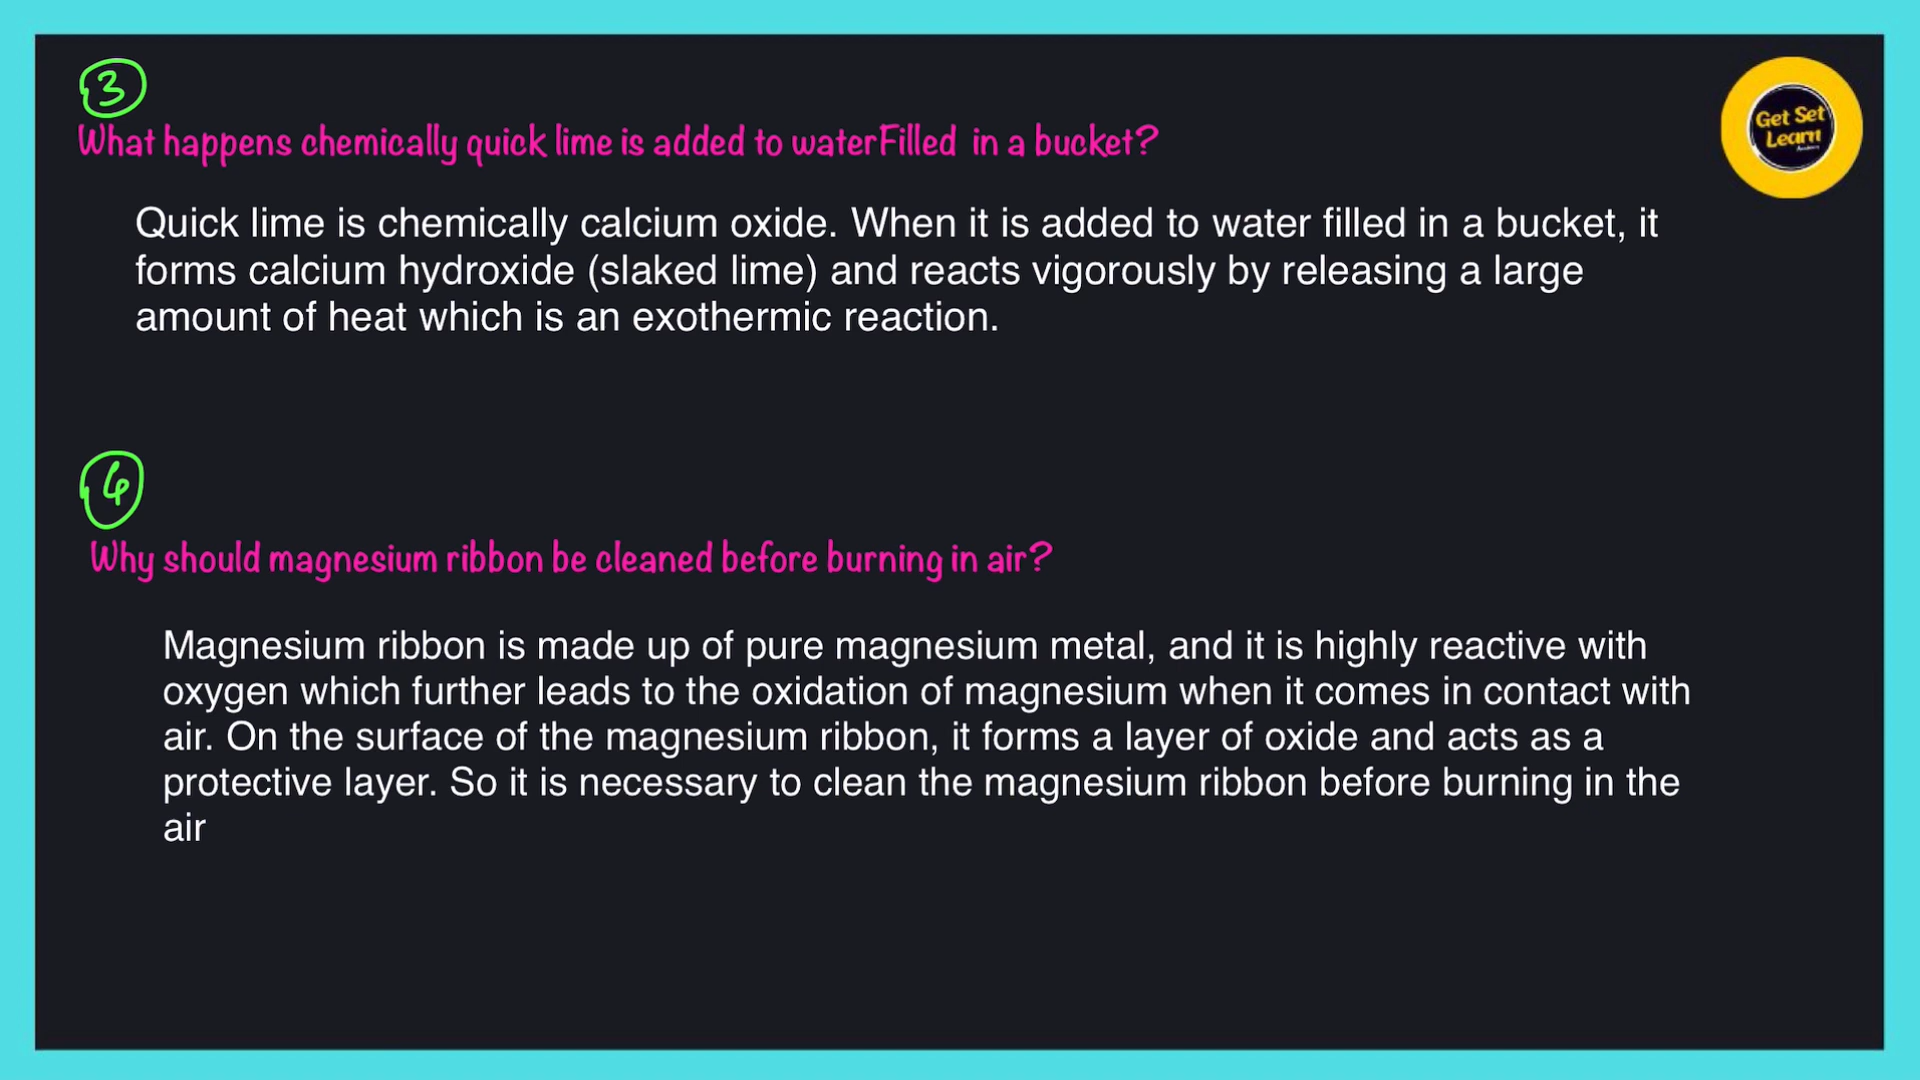 3
What happens chemically quick lime is added to waterFilled in a bucket?
Get Set
Learn
Quick lime is chemically calcium oxide. When it is added to water filled in a bucket, it
forms calcium hydroxide (slaked lime) and reacts vigorously by releasing a large
amount of heat which is an exothermic reaction.
4
Why should magnesium ribbon be cleaned before burning in air?
Magnesium ribbon is made up of pure magnesium metal, and it is highly reactive with
oxygen which further leads to the oxidation of magnesium when it comes in contact with
air. On the surface of the magnesium ribbon, it forms a layer of oxide and acts as a
protective layer. So it is necessary to clean the magnesium ribbon before burning in the
air